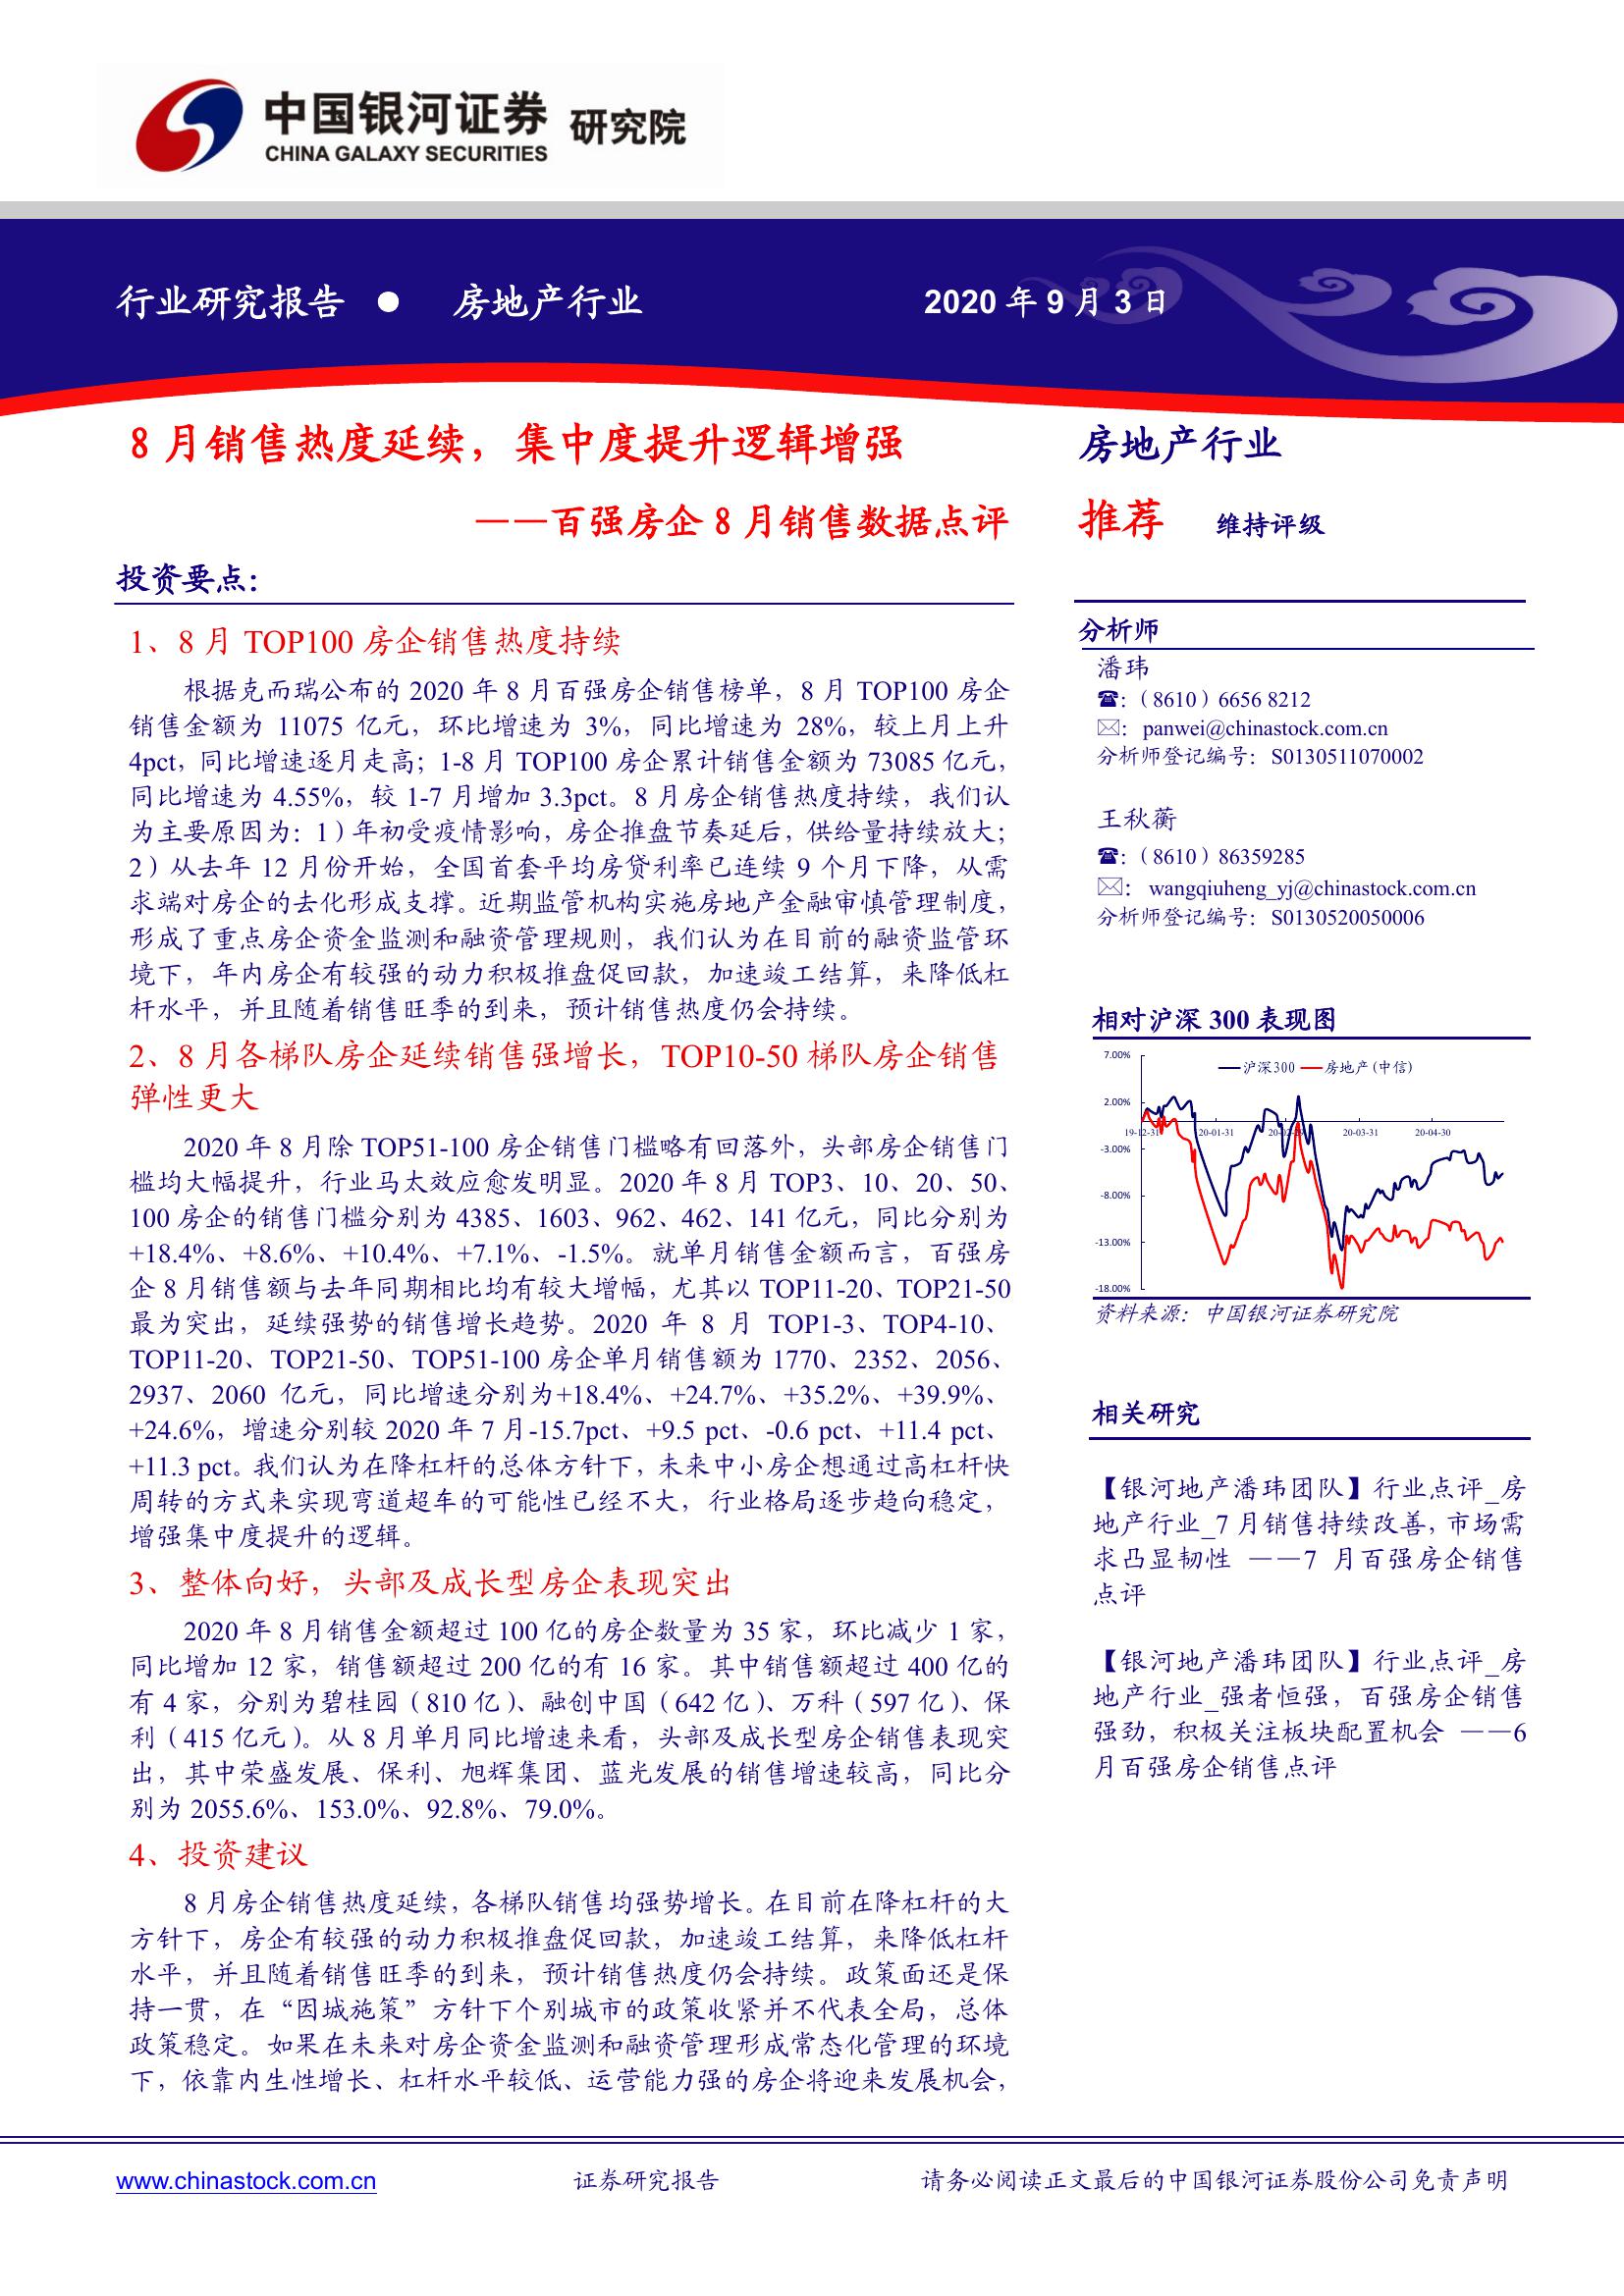 中国银河证券 研究院
CHINA GALAXY SECURITIES
行业研究报告 ● 房地产行业
2020 年 9 月 3 日
8 月销售热度延续，集中度提升逻辑增强
——百强房企 8 月销售数据点评
投资要点：
1、8 月 TOP100 房企销售热度持续
根据克而瑞公布的 2020 年 8 月百强房企销售榜单，8 月 TOP100 房企
销售金额为 11075 亿元，环比增速为 3%，同比增速为 28%，较上月上升
4pct，同比增速逐月走高；1-8 月 TOP100 房企累计销售金额为 73085 亿元，
同比增速为 4.55%，较 1-7 月增加 3.3pct。8 月房企销售热度持续，我们认
为主要原因为：1）年初受疫情影响，房企推盘节奏延后，供给量持续放大；
2）从去年 12 月份开始，全国首套平均房贷利率已连续 9 个月下降，从需
求端对房企的去化形成支撑。近期监管机构实施房地产金融审慎管理制度，
形成了重点房企资金监测和融资管理规则，我们认为在目前的融资监管环
境下，年内房企有较强的动力积极推盘促回款，加速竣工结算，来降低杠
杆水平，并且随着销售旺季的到来，预计销售热度仍会持续。
2、8 月各梯队房企延续销售强增长，TOP10-50 梯队房企销售
弹性更大
2020 年 8 月除 TOP51-100 房企销售门槛略有回落外，头部房企销售门
槛均大幅提升，行业马太效应愈发明显。2020 年 8 月 TOP3、10、20、50、
100 房企的销售门槛分别为 4385、1603、962、462、141 亿元，同比分别为
+18.4%、+8.6%、+10.4%、+7.1%、-1.5%。就单月销售金额而言，百强房
企 8 月销售额与去年同期相比均有较大增幅，尤其以 TOP11-20、TOP21-50
最为突出，延续强势的销售增长趋势。2020 年 8 月 TOP1-3、TOP4-10、
TOP11-20、TOP21-50、TOP51-100 房企单月销售额为 1770、2352、2056、
2937、2060 亿元，同比增速分别为+18.4%、+24.7%、+35.2%、+39.9%、
+24.6%，增速分别较 2020 年 7 月-15.7pct、+9.5 pct、-0.6 pct、+11.4 pct、
+11.3 pct。我们认为在降杠杆的总体方针下，未来中小房企想通过高杠杆快
周转的方式来实现弯道超车的可能性已经不大，行业格局逐步趋向稳定，
增强集中度提升的逻辑。
3、整体向好，头部及成长型房企表现突出
2020 年 8 月销售金额超过 100 亿的房企数量为 35 家，环比减少 1 家，
同比增加 12 家，销售额超过 200 亿的有 16 家。其中销售额超过 400 亿的
有 4 家，分别为碧桂园（810 亿）、融创中国（642 亿）、万科（597 亿）、保
利（415 亿元）。从 8 月单月同比增速来看，头部及成长型房企销售表现突
出，其中荣盛发展、保利、旭辉集团、蓝光发展的销售增速较高，同比分
别为 2055.6%、153.0%、92.8%、79.0%。
4、投资建议
8 月房企销售热度延续，各梯队销售均强势增长。在目前在降杠杆的大
方针下，房企有较强的动力积极推盘促回款，加速竣工结算，来降低杠杆
水平，并且随着销售旺季的到来，预计销售热度仍会持续。政策面还是保
持一贯，在“因城施策”方针下个别城市的政策收紧并不代表全局，总体
政策稳定。如果在未来对房企资金监测和融资管理形成常态化管理的环境
下，依靠内生性增长、杠杆水平较低、运营能力强的房企将迎来发展机会，
房地产行业
推荐 维持评级
分析师
潘玮
☎:（8610）6656 8212
✉: panwei@chinastock.com.cn
分析师登记编号：S0130511070002
王秋蘅
☎:（8610）86359285
✉: wangqiuheng_yj@chinastock.com.cn
分析师登记编号：S0130520050006
相对沪深 300 表现图
7.00%
沪深300 房地产(中信)
2.00%
19-12-31 20-01-31 20-02-29 20-03-31 20-04-30
-3.00%
-8.00%
-13.00%
-18.00%
资料来源：中国银河证券研究院
相关研究
【银河地产潘玮团队】行业点评_房
地产行业_7 月销售持续改善，市场需
求凸显韧性 ——7 月百强房企销售
点评
【银河地产潘玮团队】行业点评_房
地产行业_强者恒强，百强房企销售
强劲，积极关注板块配置机会 ——6
月百强房企销售点评
www.chinastock.com.cn 证券研究报告 请务必阅读正文最后的中国银河证券股份公司免责声明